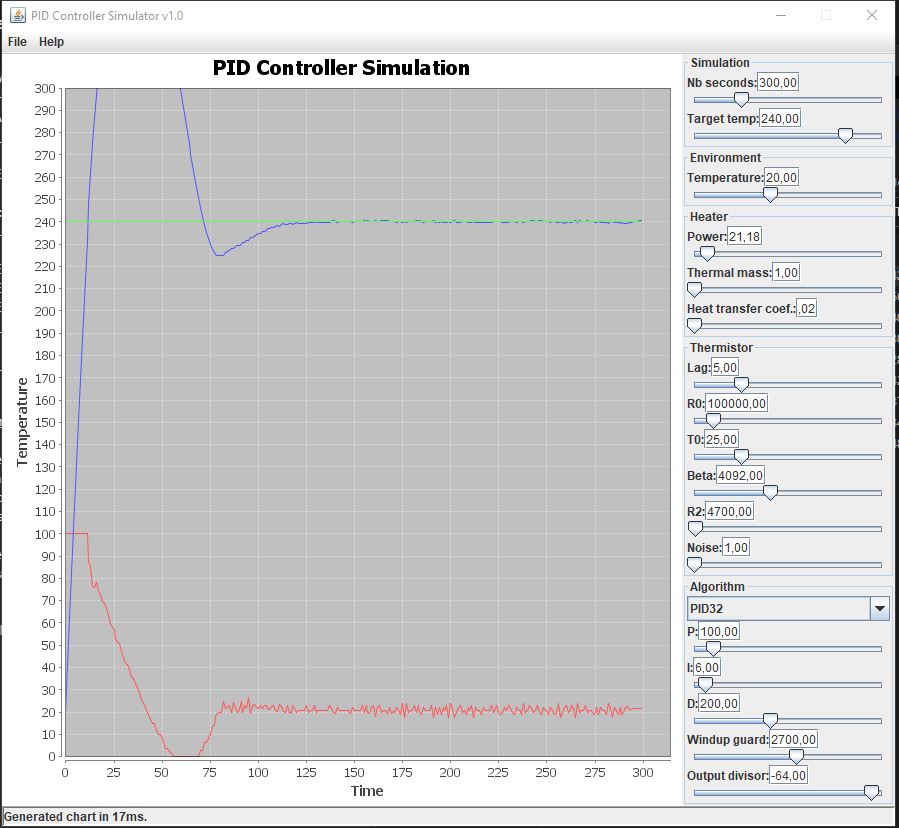 PID Controller Simulator v1.0
File Help
PID Controller Simulation
Temperature
300
290
280
270
260
250
240
230
220
210
200
190
180
170
160
150
140
130
120
110
100
90
80
70
60
50
40
30
20
10
0
0 25 50 75 100 125 150 175 200 225 250 275 300
Time
Simulation
Nb seconds: 300,00
Target temp: 240,00
Environment
Temperature: 20,00
Heater
Power: 21,18
Thermal mass: 1,00
Heat transfer coef.: ,02
Thermistor
Lag: 5,00
R0: 100000,00
T0: 25,00
Beta: 4092,00
R2: 4700,00
Noise: 1,00
Algorithm
PID32
P: 100,00
I: 6,00
D: 200,00
Windup guard: 2700,00
Output divisor: -64,00
Generated chart in 17ms.